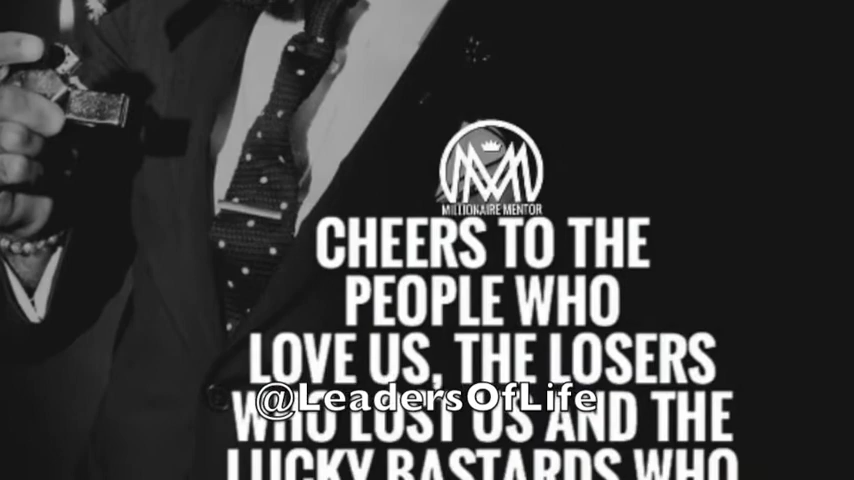 MILLIONAIRE MENTOR
CHEERS TO THE
PEOPLE WHO
LOVE US, THE LOSERS
@LeadersOfLife
WHO LOST US AND THE
LUCKY BASTARDS WHO